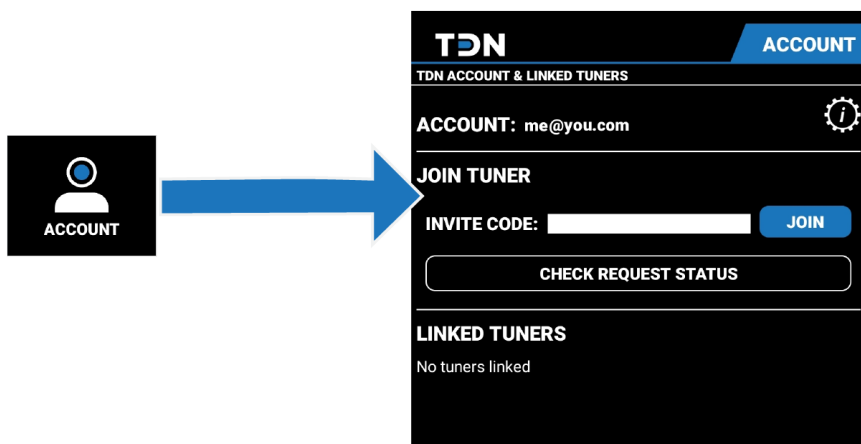 ACCOUNT
TDN
ACCOUNT
TDN ACCOUNT & LINKED TUNERS
ACCOUNT: me@you.com
i
JOIN TUNER
INVITE CODE:
JOIN
CHECK REQUEST STATUS
LINKED TUNERS
No tuners linked